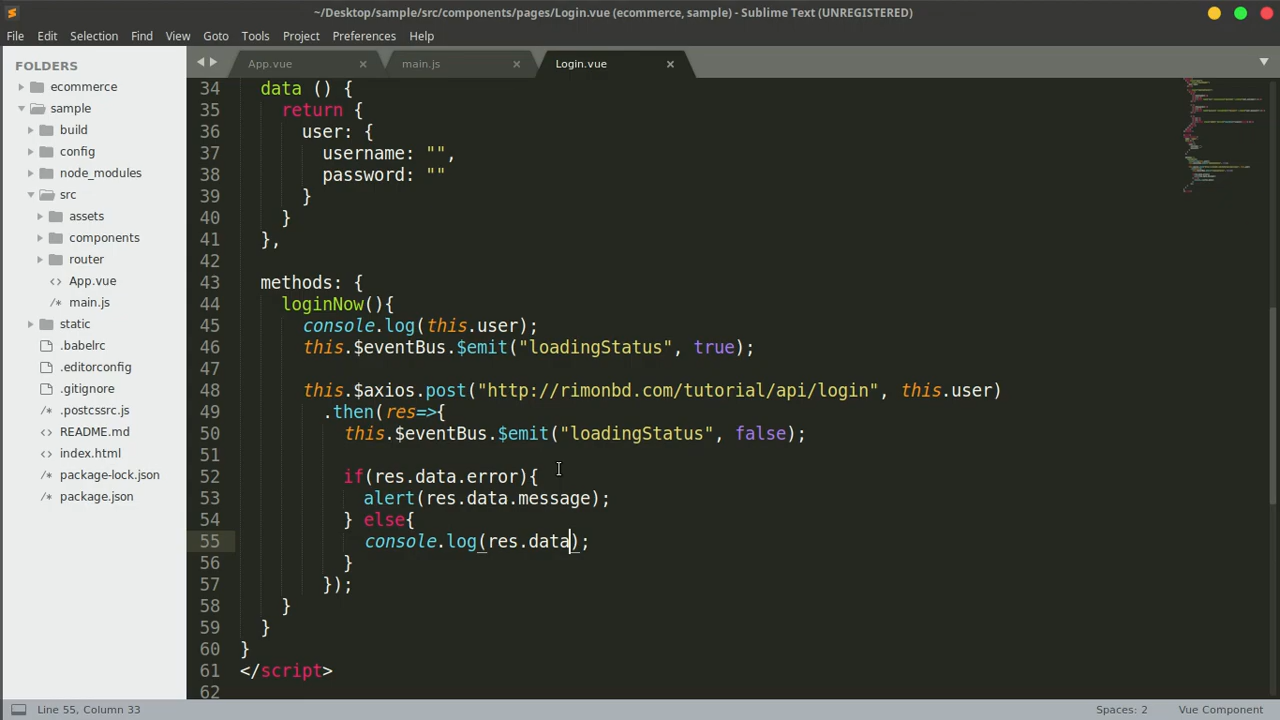 ~/Desktop/sample/src/components/pages/Login.vue (ecommerce, sample) - Sublime Text (UNREGISTERED)
File Edit Selection Find View Goto Tools Project Preferences Help
FOLDERS
ecommerce
sample
build
config
node_modules
src
assets
components
router
<> App.vue
/* main.js
static
.babelrc
.editorconfig
.gitignore
/* .postcssrc.js
README.md
<> index.html
/* package-lock.json
/* package.json
App.vue × main.js × Login.vue ×
34 data () {
35 return {
36 user: {
37 username: "",
38 password: ""
39 }
40 }
41 },
42
43 methods: {
44 loginNow(){
45 console.log(this.user);
46 this.$eventBus.$emit("loadingStatus", true);
47
48 this.$axios.post("http://rimonbd.com/tutorial/api/login", this.user)
49 .then(res=>{
50 this.$eventBus.$emit("loadingStatus", false);
51
52 if(res.data.error){
53 alert(res.data.message);
54 } else{
55 console.log(res.data);
56 }
57 });
58 }
59 }
60 }
61 </script>
62
Line 55, Column 33 Spaces: 2 Vue Component